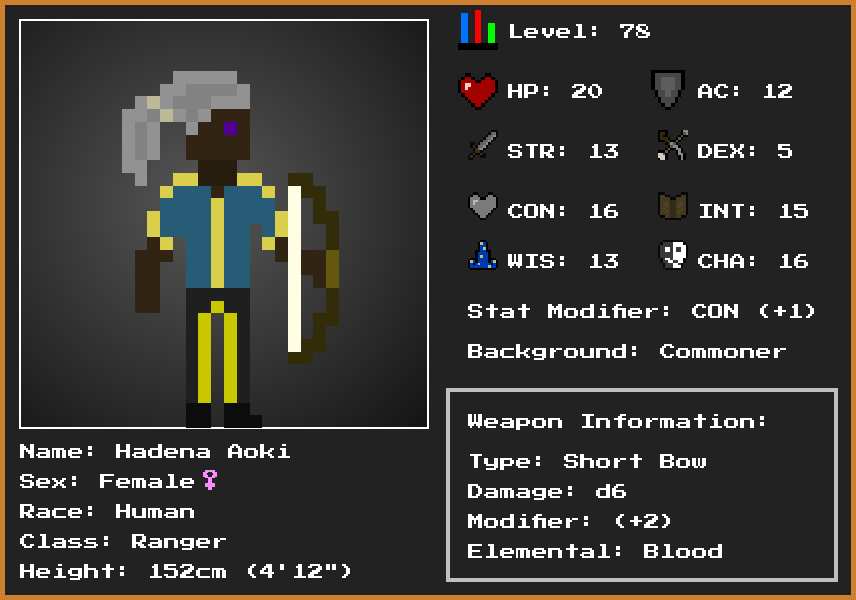 Level: 78
HP: 20 AC: 12
STR: 13 DEX: 5
CON: 16 INT: 15
WIS: 13 CHA: 16
Stat Modifier: CON (+1)
Background: Commoner
Weapon Information:
Type: Short Bow
Damage: d6
Modifier: (+2)
Elemental: Blood
Name: Hadena Aoki
Sex: Female♀
Race: Human
Class: Ranger
Height: 152cm (4'12")